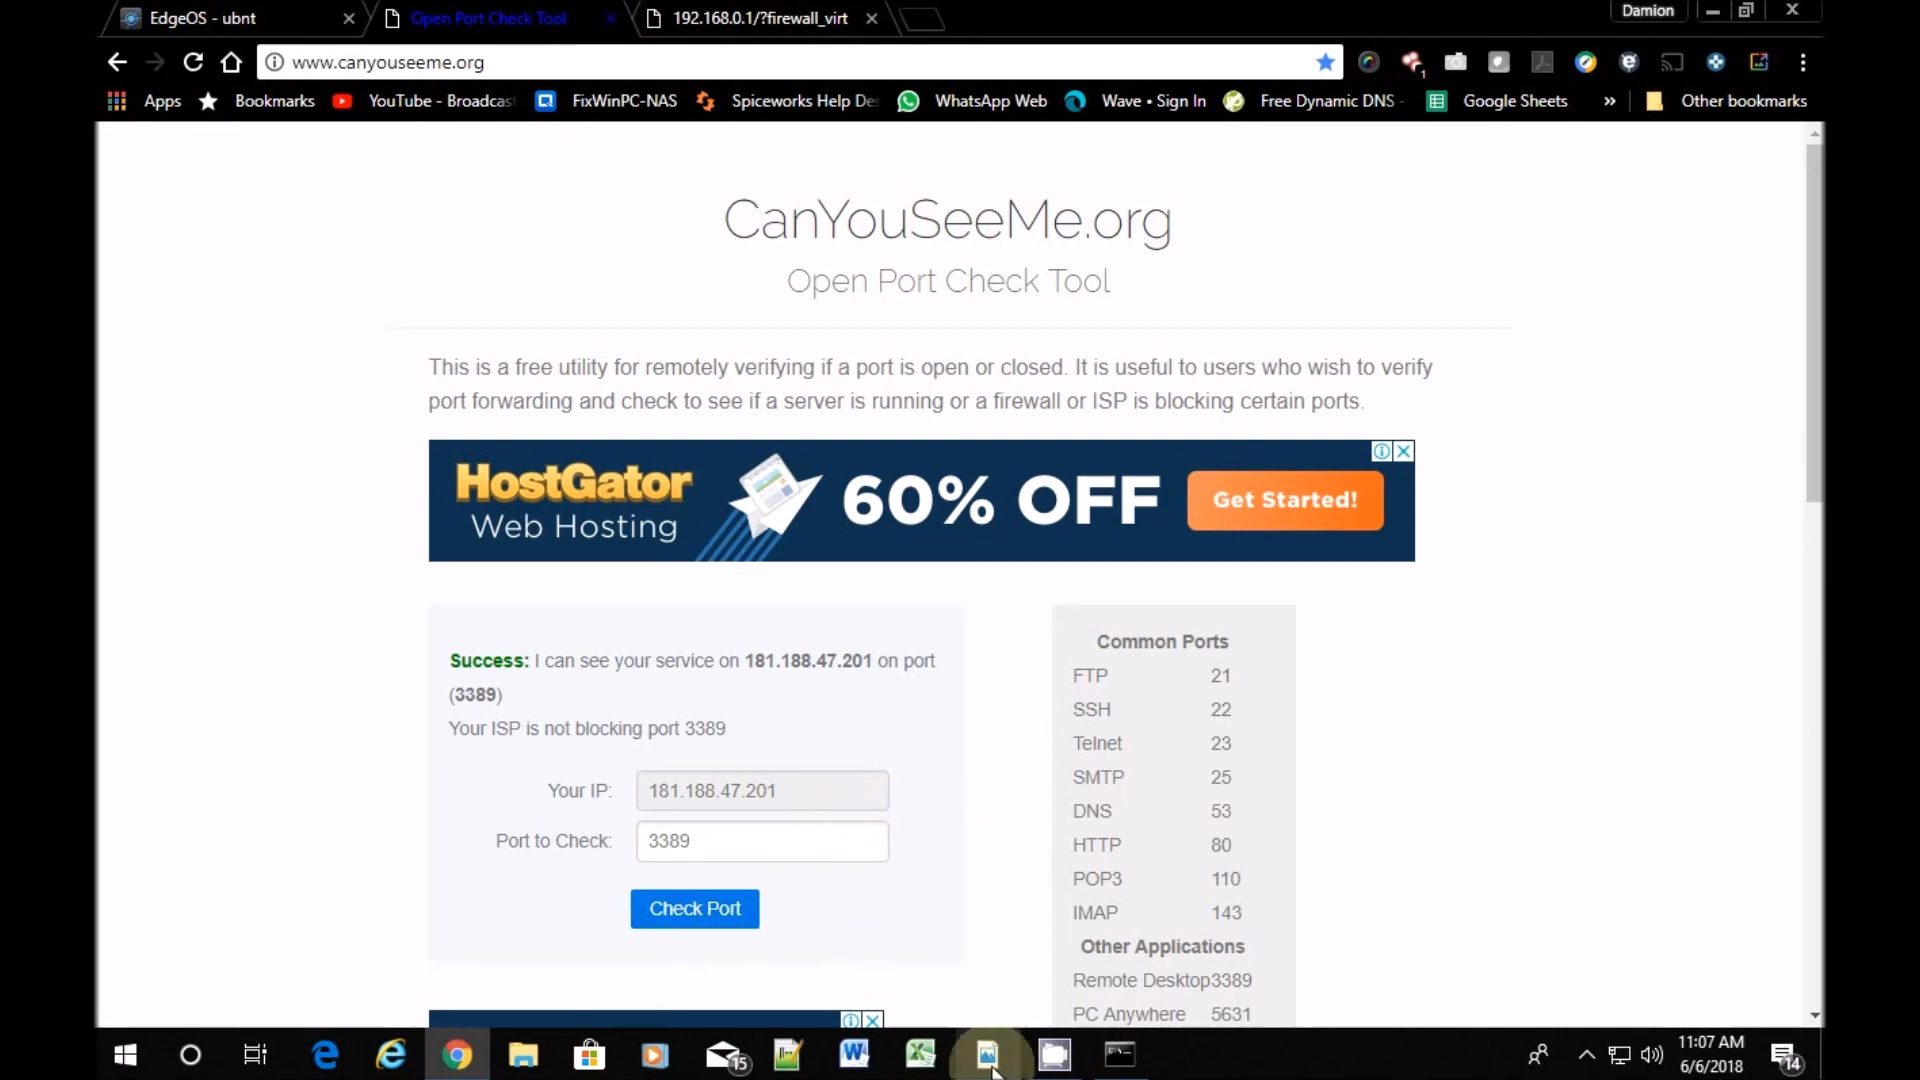 EdgeOS - ubnt
Open Port Check Tool
192.168.0.1/?firewall_virt
Damion
www.canyouseeme.org
Apps
Bookmarks
YouTube - Broadcast
FixWinPC-NAS
Spiceworks Help De
WhatsApp Web
Wave • Sign In
Free Dynamic DNS -
Google Sheets
»
Other bookmarks
CanYouSeeMe.org
Open Port Check Tool
This is a free utility for remotely verifying if a port is open or closed. It is useful to users who wish to verify
port forwarding and check to see if a server is running or a firewall or ISP is blocking certain ports.
HostGator
Web Hosting
60% OFF
Get Started!
Success: I can see your service on 181.188.47.201 on port
(3389)
Your ISP is not blocking port 3389
Your IP: 181.188.47.201
Port to Check: 3389
Check Port
Common Ports
FTP 21
SSH 22
Telnet 23
SMTP 25
DNS 53
HTTP 80
POP3 110
IMAP 143
Other Applications
Remote Desktop 3389
PC Anywhere 5631
15
11:07 AM
6/6/2018
14